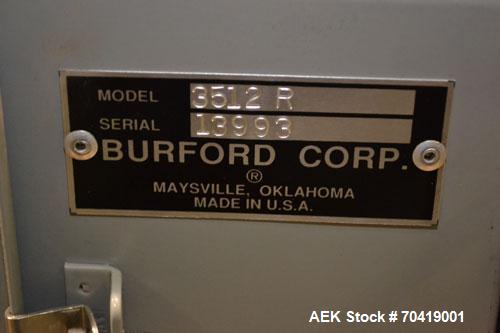 MODEL 3512 R
SERIAL 13993
BURFORD CORP.
®
MAYSVILLE, OKLAHOMA
MADE IN U.S.A.
AEK Stock # 70419001